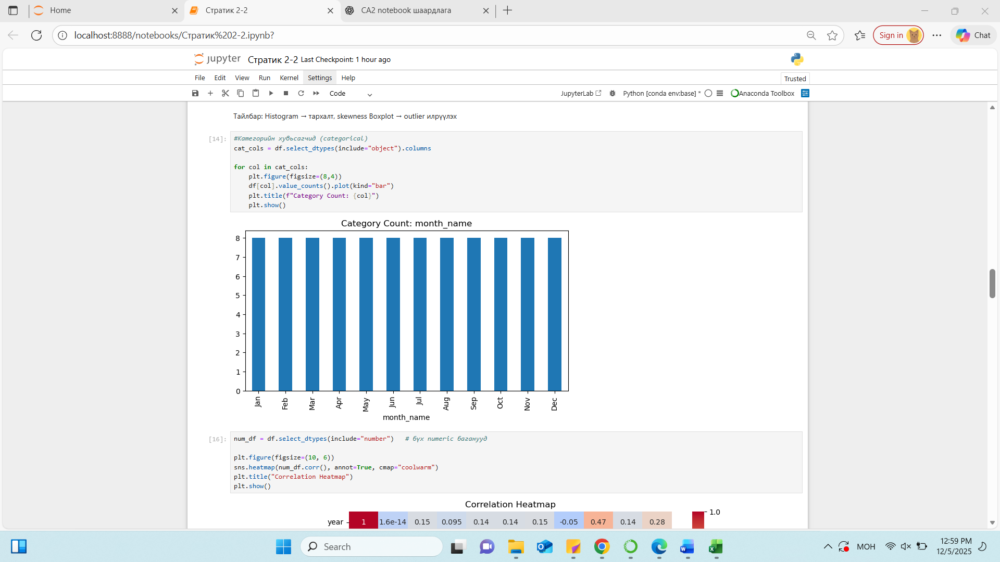 Home
Стратик 2-2
CA2 notebook шаардлага
localhost:8888/notebooks/Стратик%202-2.ipynb?
Sign in
Chat
jupyter Стратик 2-2 Last Checkpoint: 1 hour ago
File Edit View Run Kernel Settings Help
Trusted
Code
JupyterLab
Python [conda env:base] *
Anaconda Toolbox
Тайлбар: Histogram → тархалт, skewness Boxplot → outlier илрүүлэх
[14]:
#Категорийн хувьсагчид (categorical)
cat_cols = df.select_dtypes(include="object").columns
for col in cat_cols:
    plt.figure(figsize=(8,4))
    df[col].value_counts().plot(kind="bar")
    plt.title(f"Category Count: {col}")
    plt.show()
Category Count: month_name
8
7
6
5
4
3
2
1
0
Jan Feb Mar Apr May Jun Jul Aug Sep Oct Nov Dec
month_name
[16]:
num_df = df.select_dtypes(include="number")   # бүх numeric баганууд
plt.figure(figsize=(10, 6))
sns.heatmap(num_df.corr(), annot=True, cmap="coolwarm")
plt.title("Correlation Heatmap")
plt.show()
Correlation Heatmap
year 1 1.6e-14 0.15 0.095 0.14 0.14 0.15 -0.05 0.47 0.14 0.28 1.0
Search
МОН
12:59 PM
12/5/2025